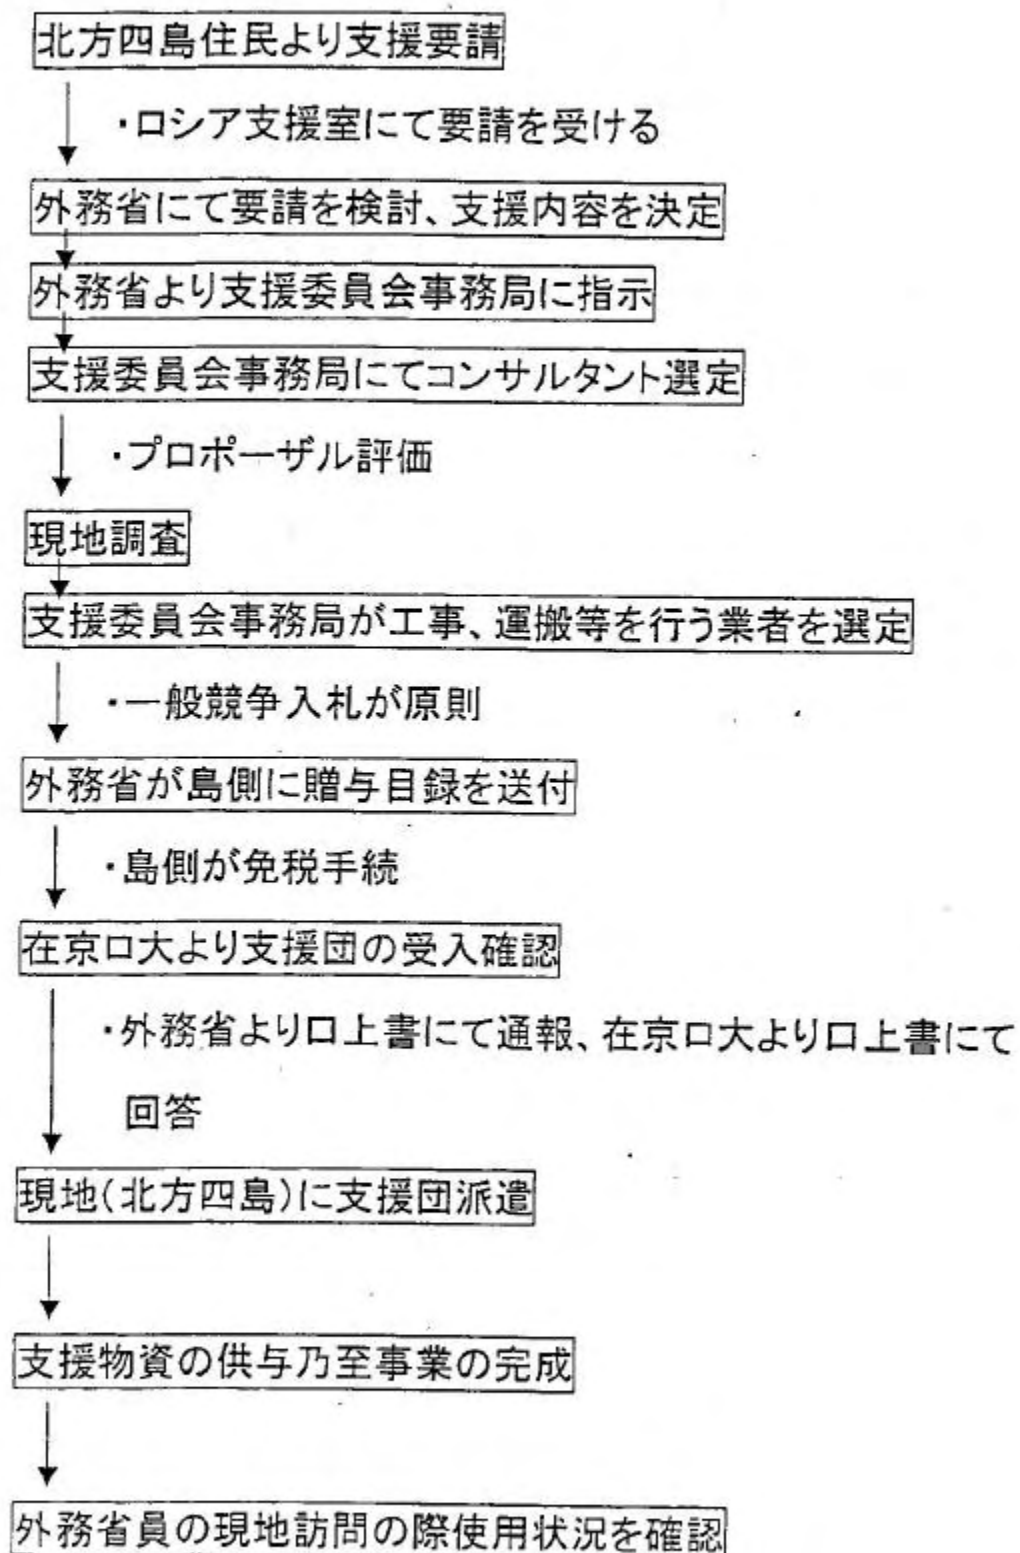 北方四島住民より支援要請
・ロシア支援室にて要請を受ける
外務省にて要請を検討、支援内容を決定
外務省より支援委員会事務局に指示
支援委員会事務局にてコンサルタント選定
・プロポーザル評価
現地調査
支援委員会事務局が工事、運搬等を行う業者を選定
・一般競争入札が原則
外務省が島側に贈与目録を送付
・島側が免税手続
在京ロ大より支援団の受入確認
・外務省より口上書にて通報、在京ロ大より口上書にて
回答
現地(北方四島)に支援団派遣
支援物資の供与乃至事業の完成
外務省員の現地訪問の際使用状況を確認